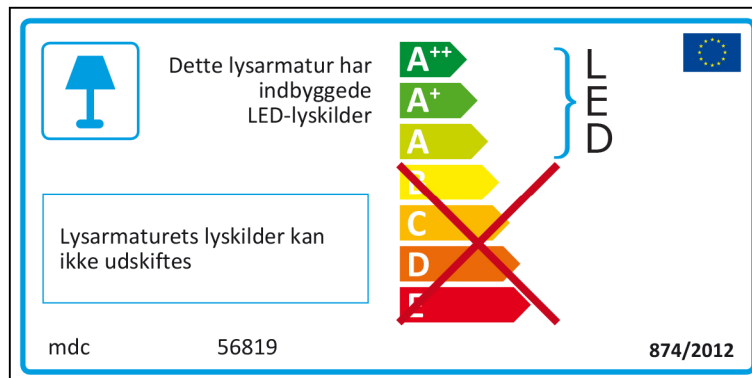 Dette lysarmatur har
indbyggede
LED-lyskilder
A++
A+
A
B
C
D
E
L
E
D
Lysarmaturets lyskilder kan
ikke udskiftes
mdc 56819
874/2012